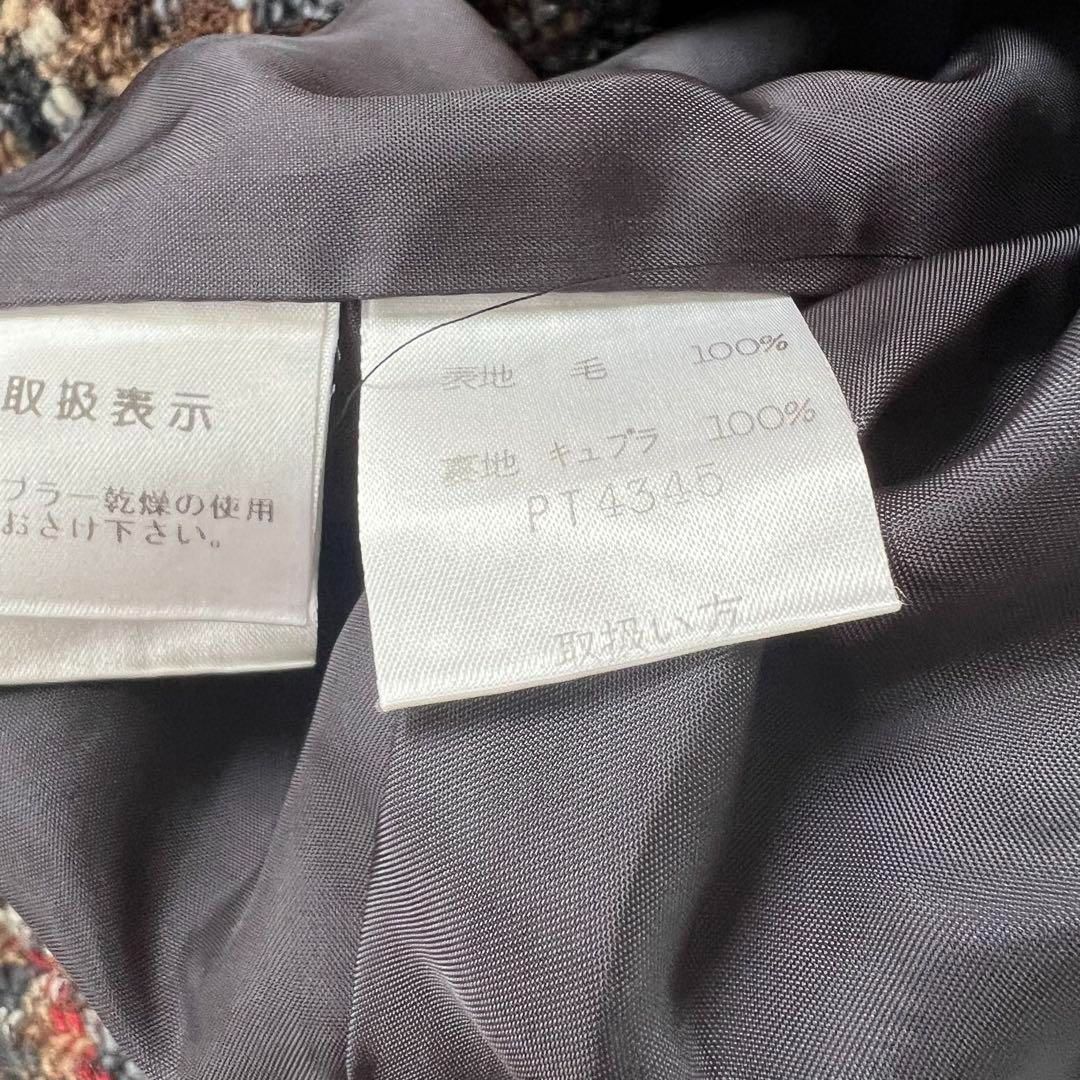 取扱表示
ブラー乾燥の使用
おさけ下さい。
表地 毛 100%
裏地 キュプラ 100%
PT4345
取扱い方